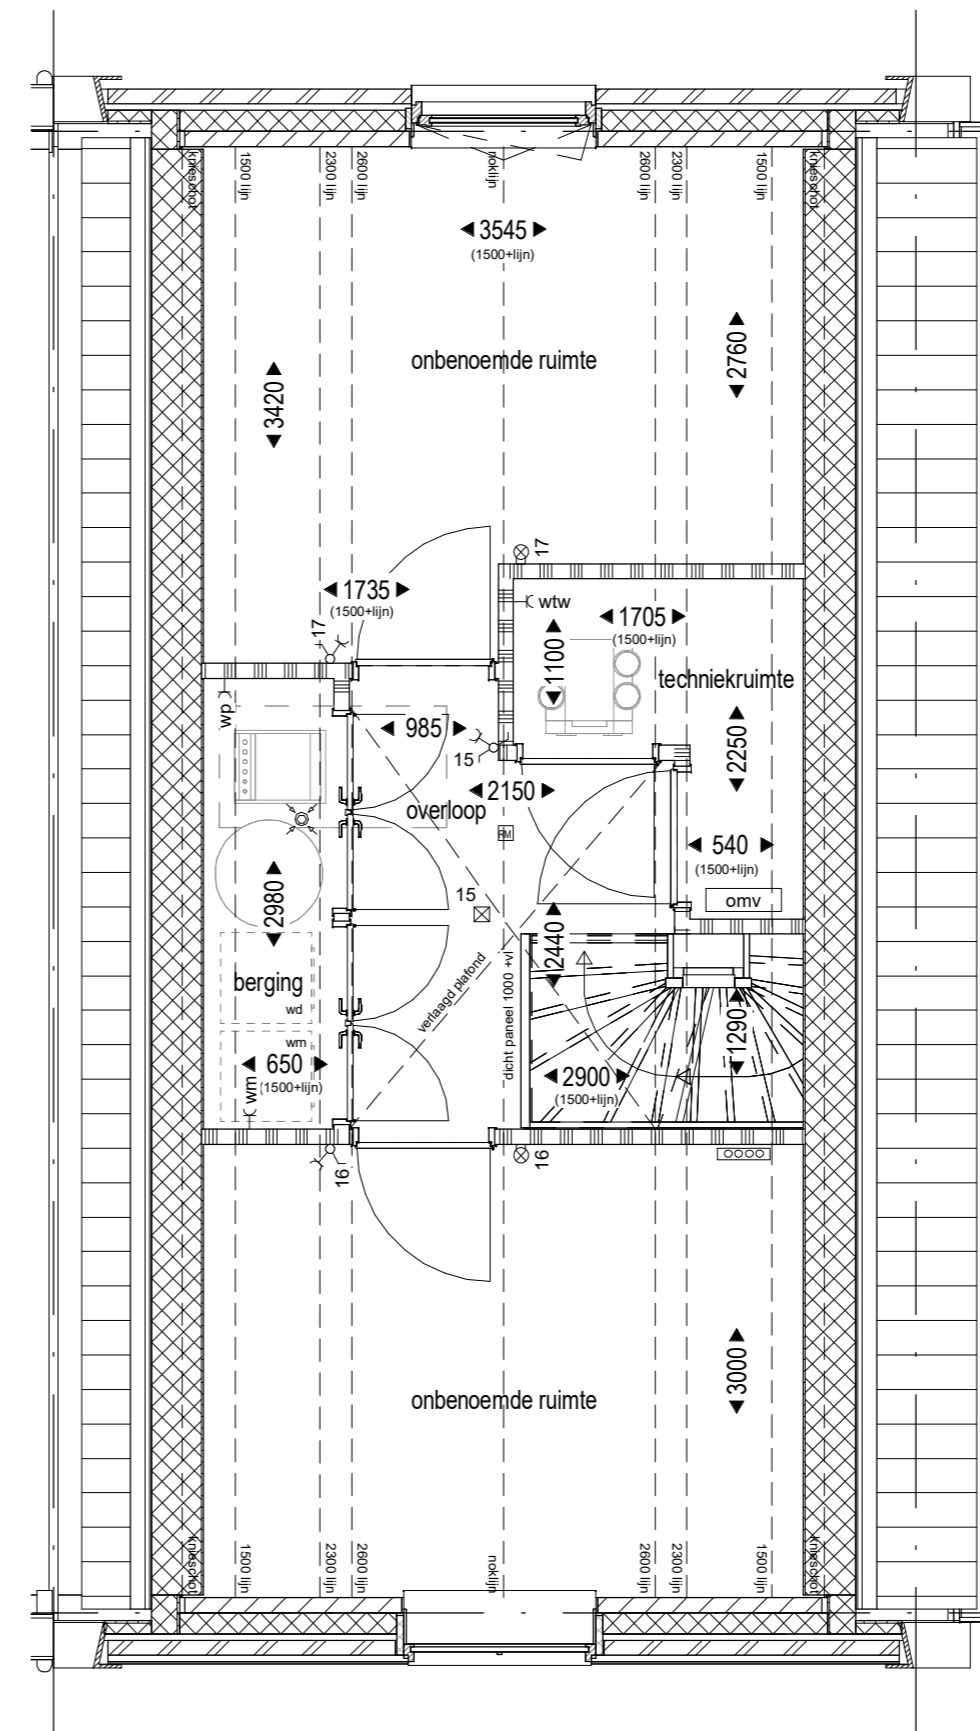 knieschot
1500 lijn
2300 lijn
2600 lijn
noklijn
2600 lijn
2300 lijn
1500 lijn
knieschot
3545
(1500+lijn)
onbenoemde ruimte
2760
3420
17
1735
(1500+lijn)
17
wtw
1705
(1500+lijn)
1100
techniekruimte
wp
985
15
2250
2150
overloop
RM
540
(1500+lijn)
omv
2980
15
2440
berging
wd
verlaagd plafond
dicht paneel 1000 +vl
1290
wm
650
(1500+lijn)
wm
2900
(1500+lijn)
16
16
3000
onbenoemde ruimte
knieschot
1500 lijn
2300 lijn
2600 lijn
noklijn
2600 lijn
2300 lijn
1500 lijn
knieschot